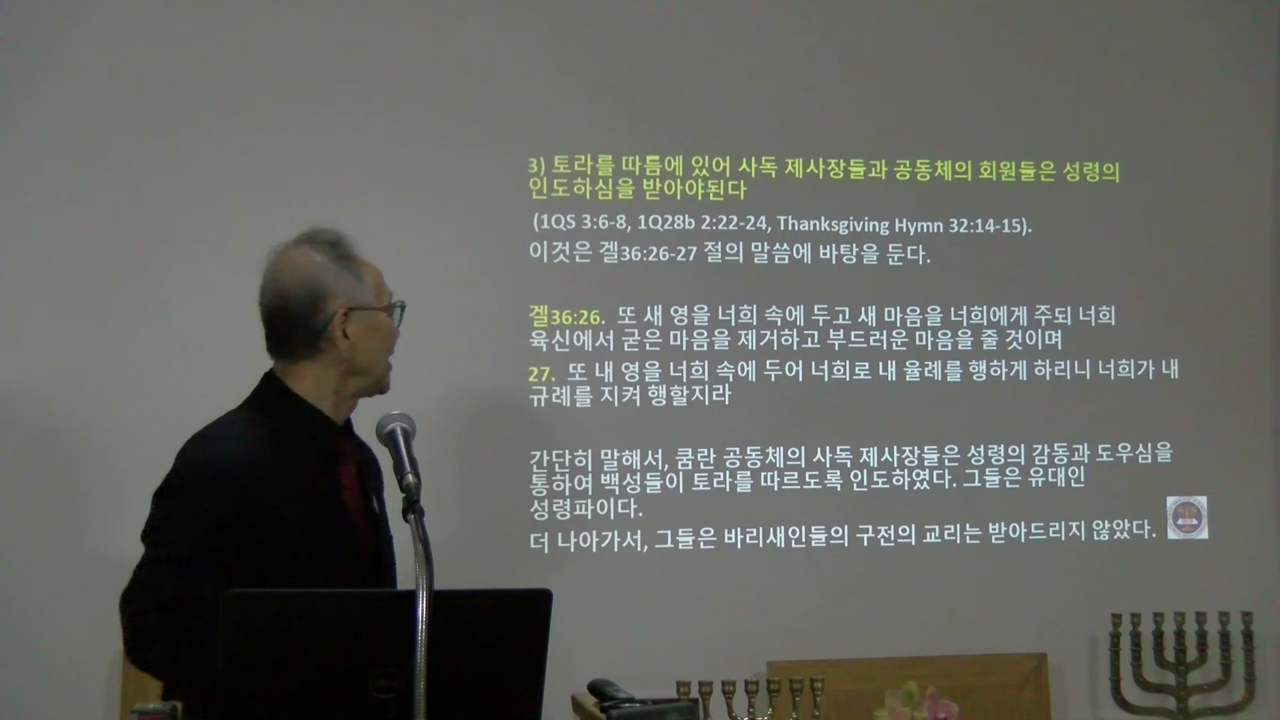 3) 토라를 따름에 있어 사독 제사장들과 공동체의 회원들은 성령의
인도하심을 받아야된다
(1QS 3:6-8, 1Q28b 2:22-24, Thanksgiving Hymn 32:14-15).
이것은 겔36:26-27 절의 말씀에 바탕을 둔다.
겔36:26. 또 새 영을 너희 속에 두고 새 마음을 너희에게 주되 너희
육신에서 굳은 마음을 제거하고 부드러운 마음을 줄 것이며
27. 또 내 영을 너희 속에 두어 너희로 내 율례를 행하게 하리니 너희가 내
규례를 지켜 행할지라
간단히 말해서, 쿰란 공동체의 사독 제사장들은 성령의 감동과 도우심을
통하여 백성들이 토라를 따르도록 인도하였다. 그들은 유대인
성령파이다.
더 나아가서, 그들은 바리새인들의 구전의 교리는 받아드리지 않았다.